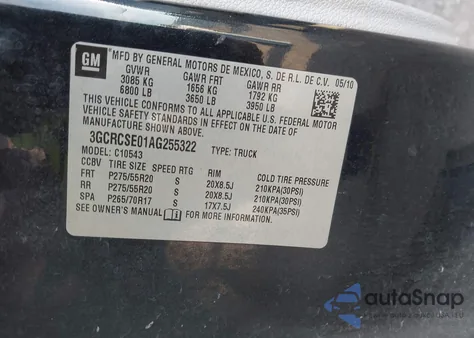 GM
MFD BY GENERAL MOTORS DE MEXICO, S. DE R.L. DE C.V. 05/10
GVWR GAWR FRT GAWR RR
3085 KG 1656 KG 1792 KG
6800 LB 3650 LB 3950 LB
THIS VEHICLE CONFORMS TO ALL APPLICABLE U.S. FEDERAL MOTOR
VEHICLE SAFETY STANDARDS IN EFFECT ON THE DATE OF
MANUFACTURE SHOWN ABOVE.
3GCRCSE01AG255322 TYPE: TRUCK
MODEL: C10543
CCBV TIRE SIZE SPEED RTG RIM COLD TIRE PRESSURE
FRT P275/55R20 S 20X8.5J 210KPA(30PSI)
RR P275/55R20 S 20X8.5J 210KPA(30PSI)
SPA P265/70R17 S 17X7.5J 240KPA(35PSI)
SEE OWNER'S MANUAL FOR ADDITIONAL INFORMATION.
autoSnap